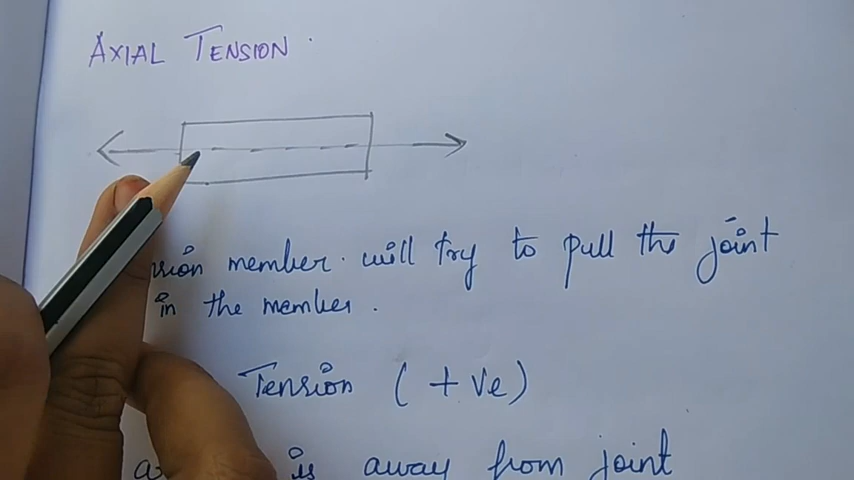 AXIAL TENSION.
member. will try to pull the joint
in the member.
Tension (+ve)
is away from joint